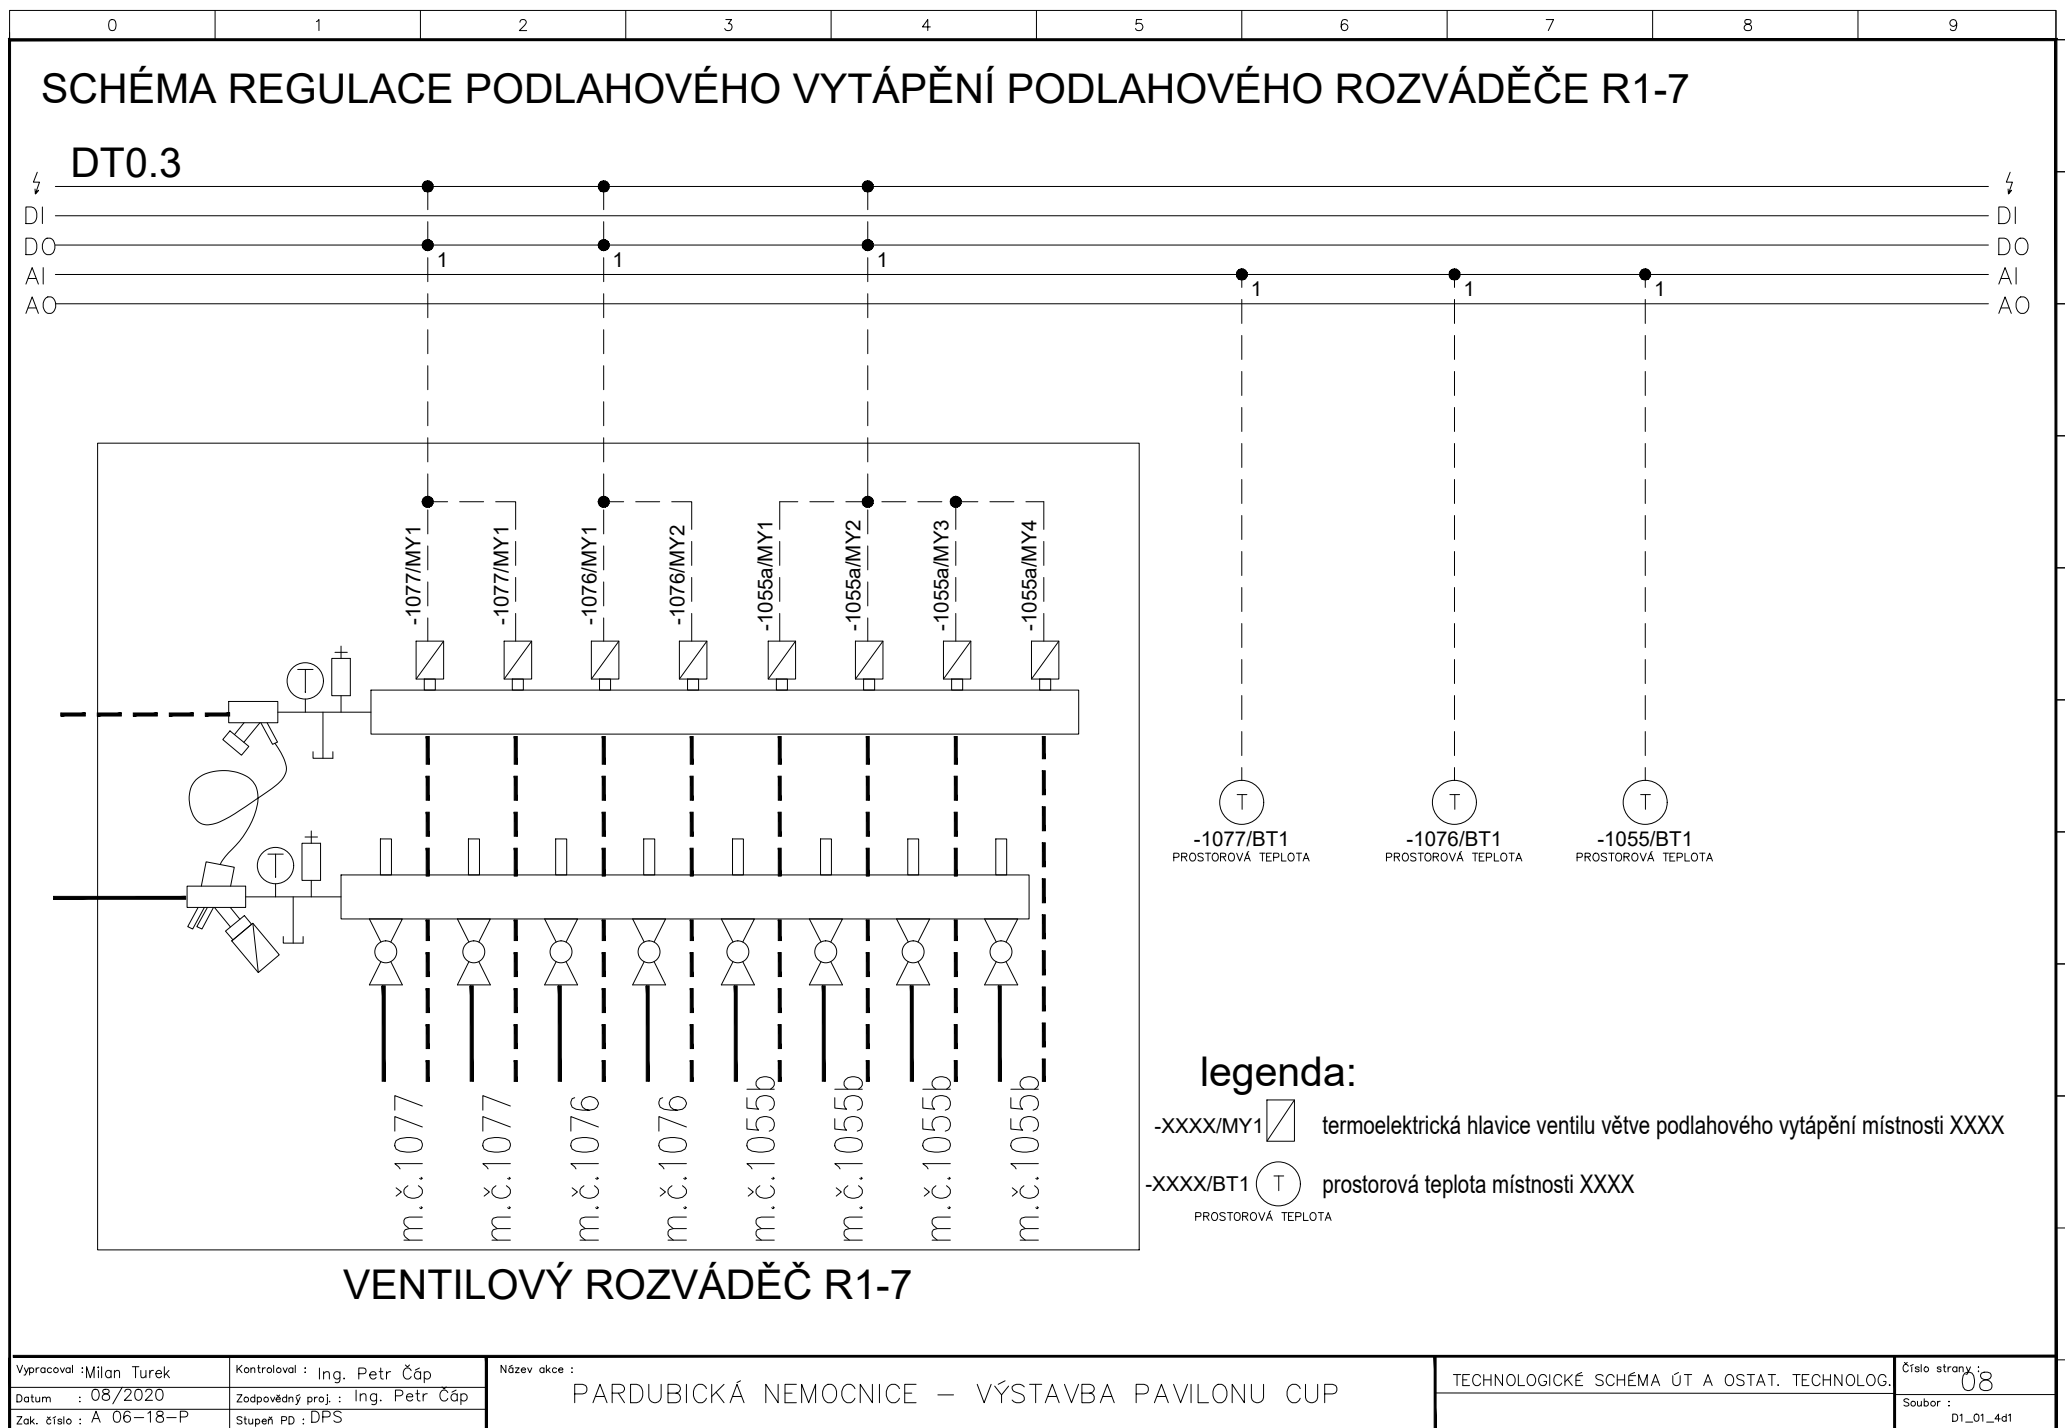 0 1 2 3 4 5 6 7 8 9
SCHÉMA REGULACE PODLAHOVÉHO VYTÁPĚNÍ PODLAHOVÉHO ROZVÁDĚČE R1-7
DT0.3
DI DI
DO DO
1 1 1
AI AI
1 1 1
AO AO
-1077/MY1
-1077/MY1
-1076/MY1
-1076/MY2
-1055a/MY1
-1055a/MY2
-1055a/MY3
-1055a/MY4
T
T
T T T
-1077/BT1 -1076/BT1 -1055/BT1
PROSTOROVÁ TEPLOTA PROSTOROVÁ TEPLOTA PROSTOROVÁ TEPLOTA
m.č.1077
m.č.1077
m.č.1076
m.č.1076
m.č.1055b
m.č.1055b
m.č.1055b
m.č.1055b
legenda:
-XXXX/MY1 termoelektrická hlavice ventilu větve podlahového vytápění místnosti XXXX
-XXXX/BT1 T prostorová teplota místnosti XXXX
PROSTOROVÁ TEPLOTA
VENTILOVÝ ROZVÁDĚČ R1-7
Vypracoval : Milan Turek
Datum : 08/2020
Zak. číslo : A 06-18-P
Kontroloval : Ing. Petr Čáp
Zodpovědný proj. : Ing. Petr Čáp
Stupeň PD : DPS
Název akce :
PARDUBICKÁ NEMOCNICE – VÝSTAVBA PAVILONU CUP
TECHNOLOGICKÉ SCHÉMA ÚT A OSTAT. TECHNOLOG.
Číslo strany :
08
Soubor :
D1_01_4d1